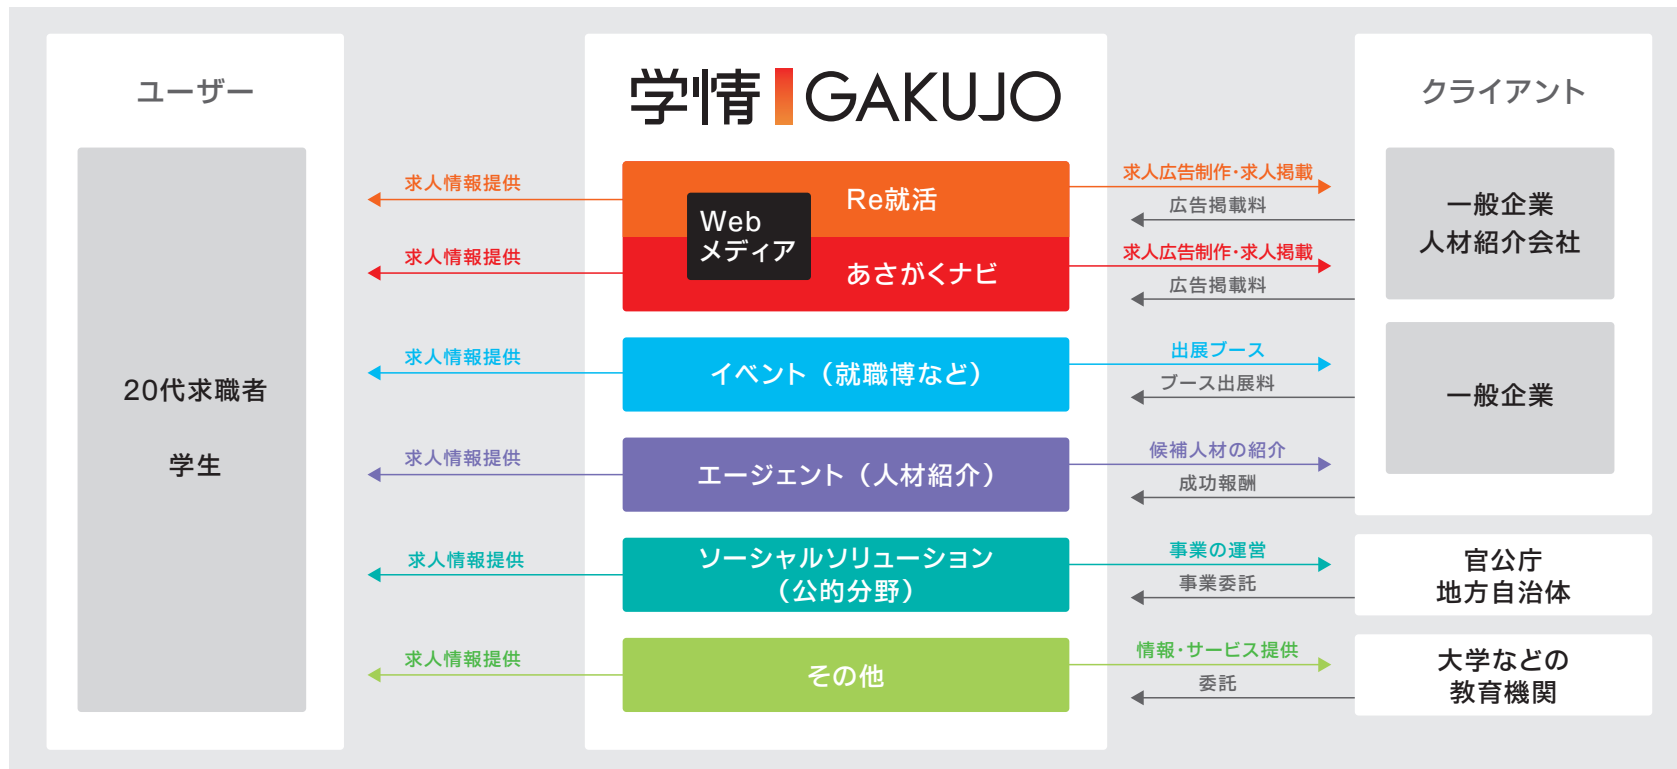 ユーザー
20代求職者
学生
求人情報提供
求人情報提供
求人情報提供
求人情報提供
求人情報提供
求人情報提供
学情 GAKUJO
Web
メディア
Re就活
あさがくナビ
イベント（就職博など）
エージェント（人材紹介）
ソーシャルソリューション
（公的分野）
その他
求人広告制作・求人掲載
広告掲載料
求人広告制作・求人掲載
広告掲載料
出展ブース
ブース出展料
候補人材の紹介
成功報酬
事業の運営
事業委託
情報・サービス提供
委託
クライアント
一般企業
人材紹介会社
一般企業
官公庁
地方自治体
大学などの
教育機関